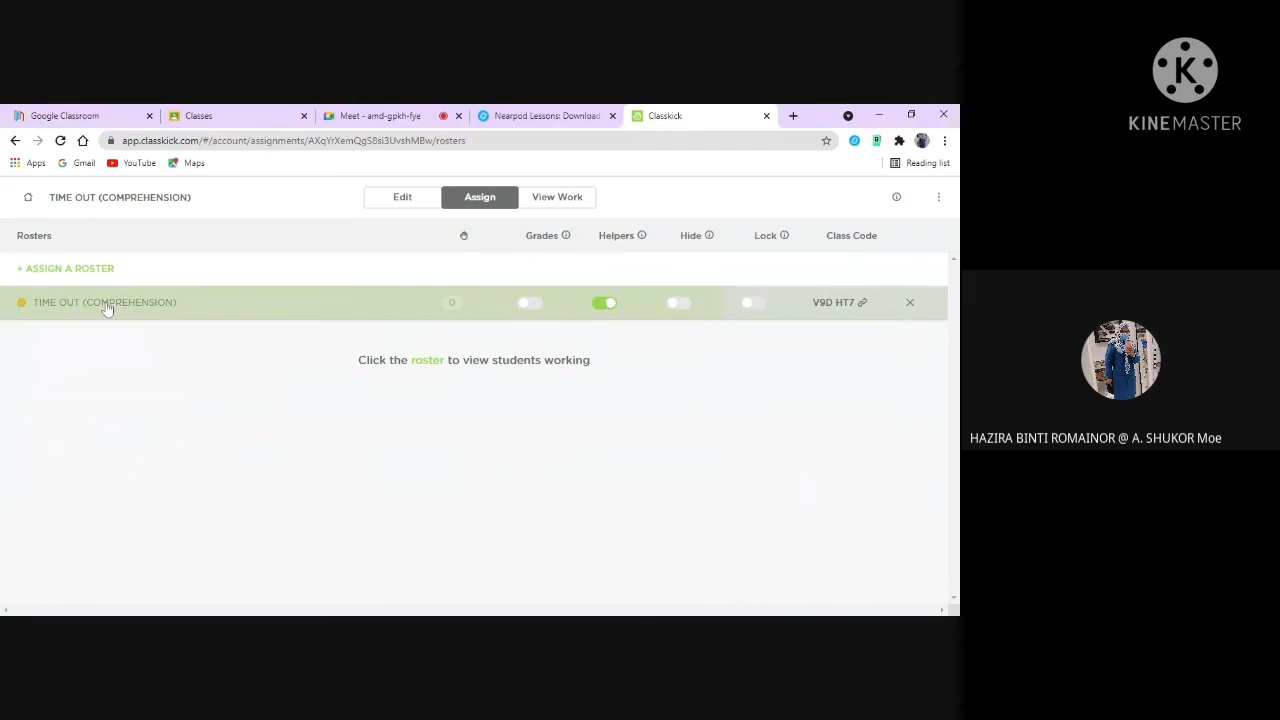 K
KINEMASTER
Google Classroom
Classes
Meet - amd-gpkh-fye
Nearpod Lessons: Download
Classkick
app.classkick.com/#/account/assignments/AXqYrXemQgS8si3UvshMBw/rosters
Apps
Gmail
YouTube
Maps
Reading list
TIME OUT (COMPREHENSION)
Edit
Assign
View Work
Rosters
Grades
Helpers
Hide
Lock
Class Code
+ ASSIGN A ROSTER
TIME OUT (COMPREHENSION)
0
V9D HT7
Click the roster to view students working
HAZIRA BINTI ROMAINOR @ A. SHUKOR Moe